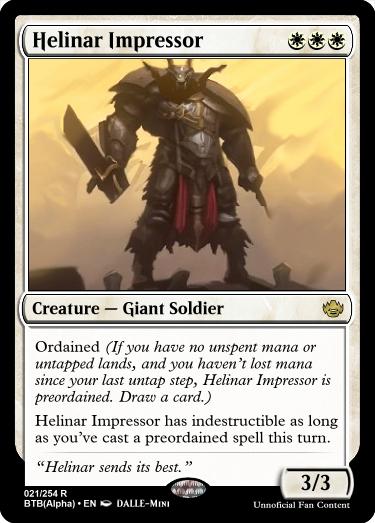 Helinar Impressor
Creature — Giant Soldier
Ordained (If you have no unspent mana or
untapped lands, and you haven't lost mana
since your last untap step, Helinar Impressor is
preordained. Draw a card.)
Helinar Impressor has indestructible as long
as you've cast a preordained spell this turn.
"Helinar sends its best."
3/3
021/254 R
BTB(Alpha) • EN DALLE-Mini
Unnoficial Fan Content